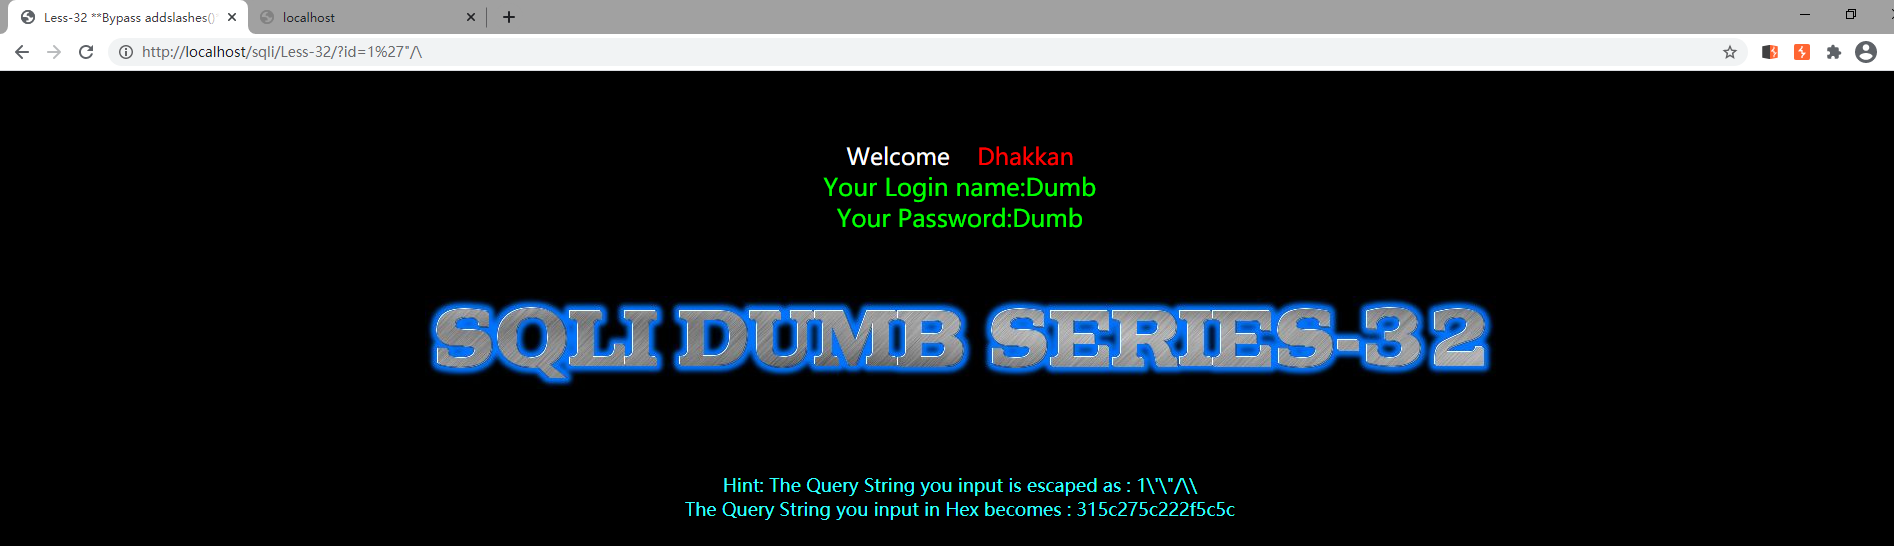 Less-32 **Bypass addslashes()*
localhost
http://localhost/sqli/Less-32/?id=1%27"/\
Welcome Dhakkan
Your Login name:Dumb
Your Password:Dumb
SQLI DUMB SERIES-32
Hint: The Query String you input is escaped as : 1\'\"/\\
The Query String you input in Hex becomes : 315c275c222f5c5c